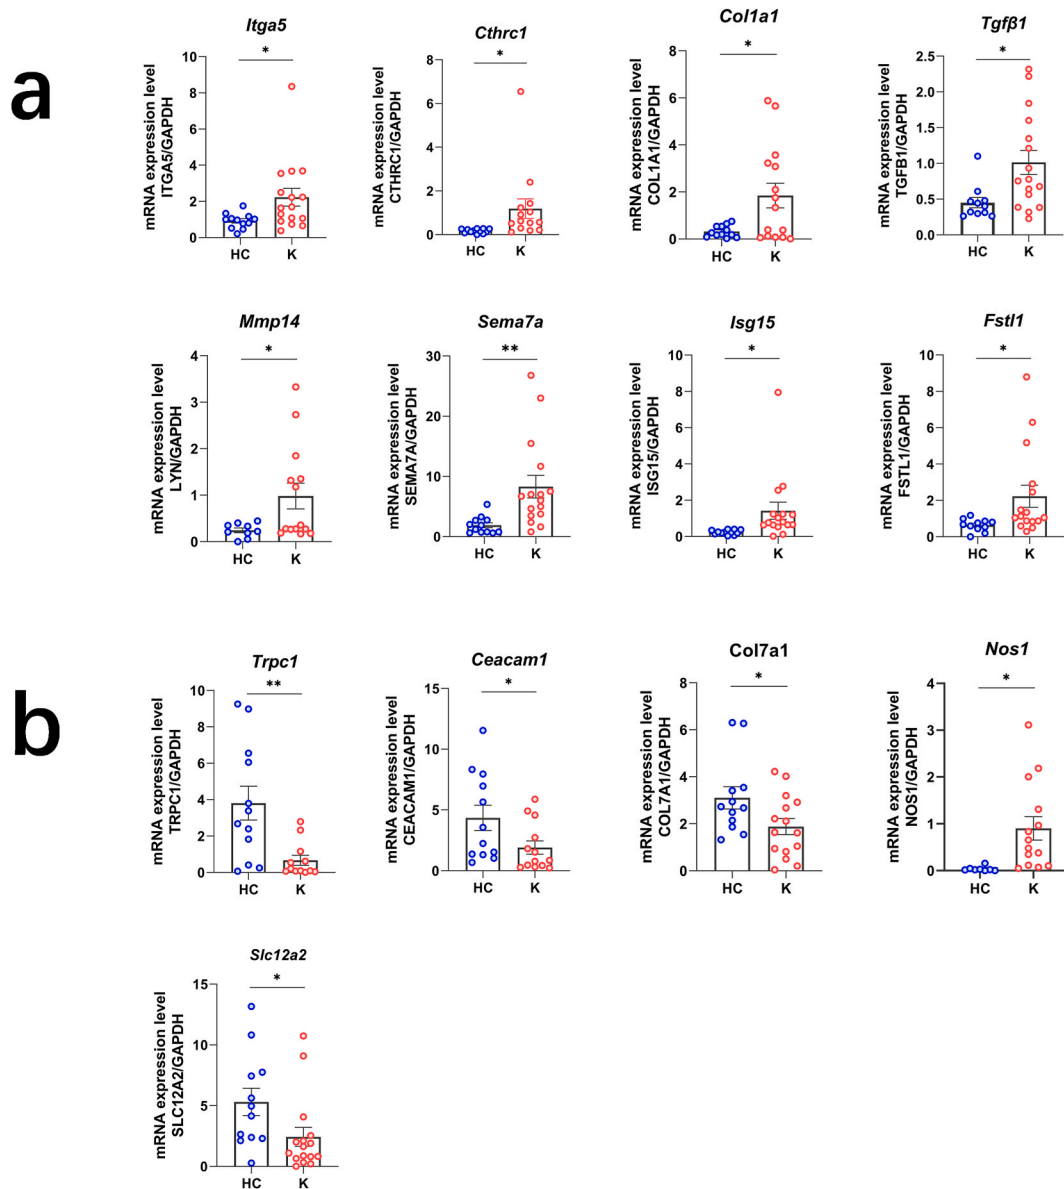 a
Itga5
*
mRNA expression level
ITGA5/GAPDH
10
8
6
4
2
0
HC K
Cthrc1
*
mRNA expression level
CTHRC1/GAPDH
8
6
4
2
0
HC K
Col1a1
*
mRNA expression level
COL1A1/GAPDH
8
6
4
2
0
HC K
Tgfβ1
*
mRNA expression level
TGFB1/GAPDH
2.5
2.0
1.5
1.0
0.5
0.0
HC K
Mmp14
*
mRNA expression level
LYN/GAPDH
4
3
2
1
0
HC K
Sema7a
**
mRNA expression level
SEMA7A/GAPDH
30
20
10
0
HC K
Isg15
*
mRNA expression level
ISG15/GAPDH
10
8
6
4
2
0
HC K
Fstl1
*
mRNA expression level
FSTL1/GAPDH
10
8
6
4
2
0
HC K
b
Trpc1
**
mRNA expression level
TRPC1/GAPDH
10
8
6
4
2
0
HC K
Ceacam1
*
mRNA expression level
CEACAM1/GAPDH
15
10
5
0
HC K
Col7a1
*
mRNA expression level
COL7A1/GAPDH
8
6
4
2
0
HC K
Nos1
*
mRNA expression level
NOS1/GAPDH
4
3
2
1
0
HC K
Slc12a2
*
mRNA expression level
SLC12A2/GAPDH
15
10
5
0
HC K